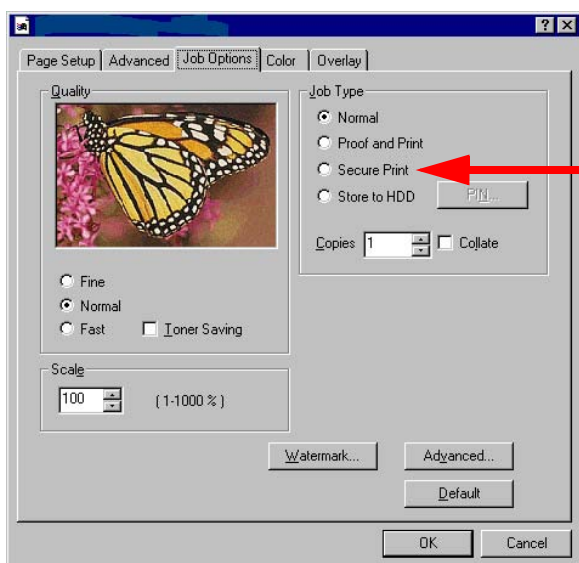 Page Setup
Advanced
Job Options
Color
Overlay
Quality
Fine
Normal
Fast
Toner Saving
Scale
100
(1-1000 %)
Job Type
Normal
Proof and Print
Secure Print
Store to HDD
PIN...
Copies
1
Collate
Watermark...
Advanced...
Default
OK
Cancel